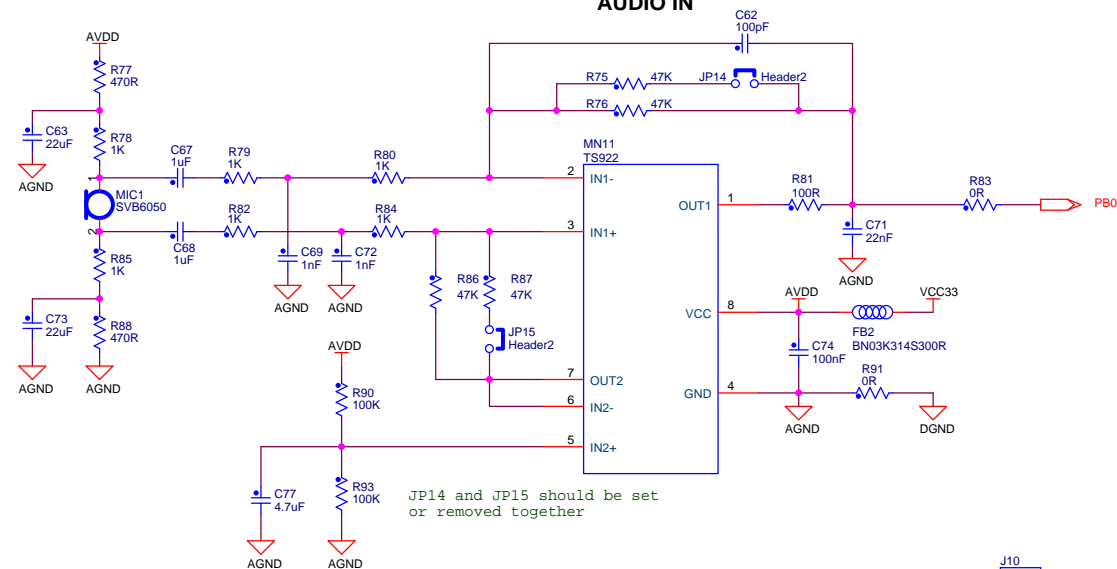 AUDIO IN
C62
100pF
AVDD
R77
470R
R75
47K
JP14
Header2
R76
47K
C63
22uF
R78
1K
C67
1uF
R79
1K
R80
1K
MN11
TS922
AGND
1
MIC1
SVB6050
2
2
IN1-
OUT1
1
R81
100R
R83
0R
PB0
R82
1K
R84
1K
3
IN1+
C68
1uF
C69
1nF
C72
1nF
C71
22nF
R85
1K
AGND
AGND
AGND
R86
47K
R87
47K
AVDD
VCC33
VCC
8
C73
22uF
R88
470R
JP15
Header2
FB2
BN03K314S300R
C74
100nF
AVDD
AGND
AGND
7
OUT2
R91
0R
R90
100K
6
IN2-
GND
4
AGND
DGND
5
IN2+
C77
4.7uF
R93
100K
JP14 and JP15 should be set
or removed together
AGND
AGND
J10